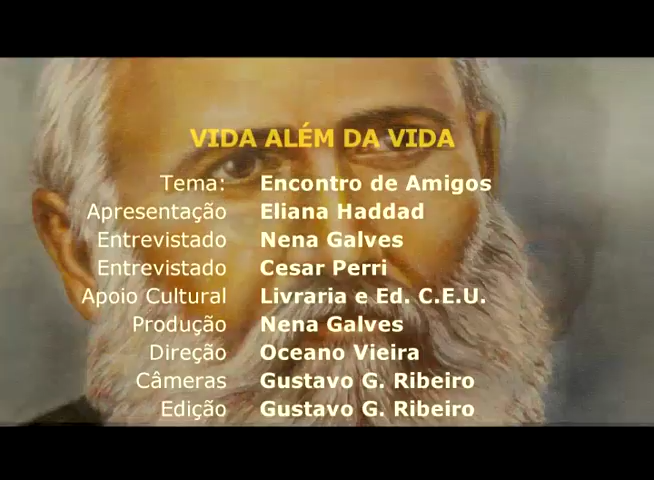 VIDA ALÉM DA VIDA
Tema: Encontro de Amigos
Apresentação Eliana Haddad
Entrevistado Nena Galves
Entrevistado Cesar Perri
Apoio Cultural Livraria e Ed. C.E.U.
Produção Nena Galves
Direção Oceano Vieira
Câmeras Gustavo G. Ribeiro
Edição Gustavo G. Ribeiro